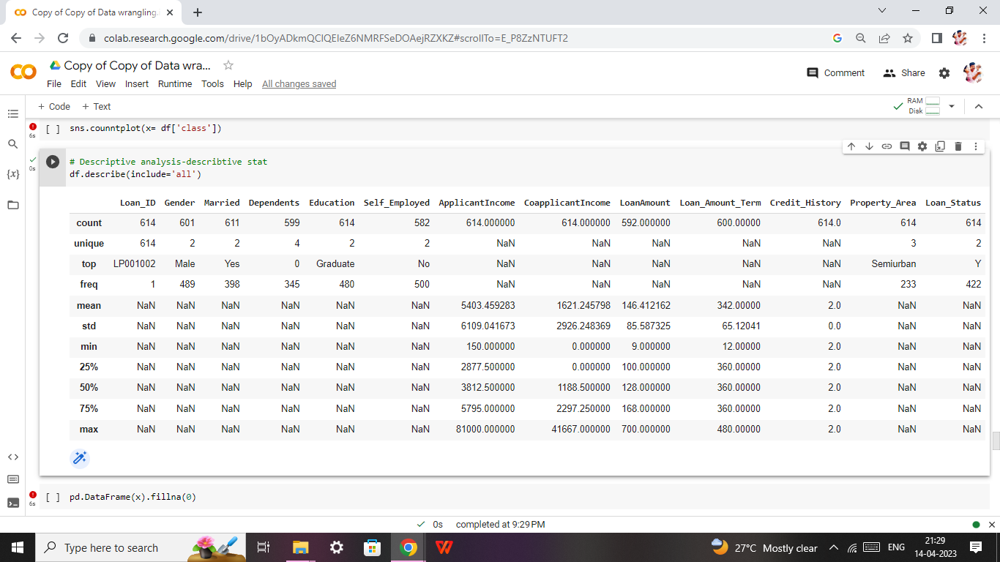 Copy of Copy of Data wrangling.
colab.research.google.com/drive/1bOyADkmQClQEIeZ6NMRFSeDOAejRZXKZ#scrollTo=E_P8ZzNTUFT2
Copy of Copy of Data wra...
Comment Share
File Edit View Insert Runtime Tools Help All changes saved
+ Code + Text
RAM
Disk
6s [ ] sns.counntplot(x= df['class'])
0s
# Descriptive analysis-describtive stat
df.describe(include='all')
Loan_ID Gender Married Dependents Education Self_Employed ApplicantIncome CoapplicantIncome LoanAmount Loan_Amount_Term Credit_History Property_Area Loan_Status
count 614 601 611 599 614 582 614.000000 614.000000 592.000000 600.00000 614.0 614 614
unique 614 2 2 4 2 2 NaN NaN NaN NaN NaN 3 2
top LP001002 Male Yes 0 Graduate No NaN NaN NaN NaN NaN Semiurban Y
freq 1 489 398 345 480 500 NaN NaN NaN NaN NaN 233 422
mean NaN NaN NaN NaN NaN NaN 5403.459283 1621.245798 146.412162 342.00000 2.0 NaN NaN
std NaN NaN NaN NaN NaN NaN 6109.041673 2926.248369 85.587325 65.12041 0.0 NaN NaN
min NaN NaN NaN NaN NaN NaN 150.000000 0.000000 9.000000 12.00000 2.0 NaN NaN
25% NaN NaN NaN NaN NaN NaN 2877.500000 0.000000 100.000000 360.00000 2.0 NaN NaN
50% NaN NaN NaN NaN NaN NaN 3812.500000 1188.500000 128.000000 360.00000 2.0 NaN NaN
75% NaN NaN NaN NaN NaN NaN 5795.000000 2297.250000 168.000000 360.00000 2.0 NaN NaN
max NaN NaN NaN NaN NaN NaN 81000.000000 41667.000000 700.000000 480.00000 2.0 NaN NaN
6s [ ] pd.DataFrame(x).fillna(0)
0s completed at 9:29 PM
Type here to search
27°C Mostly clear ENG
21:29
14-04-2023